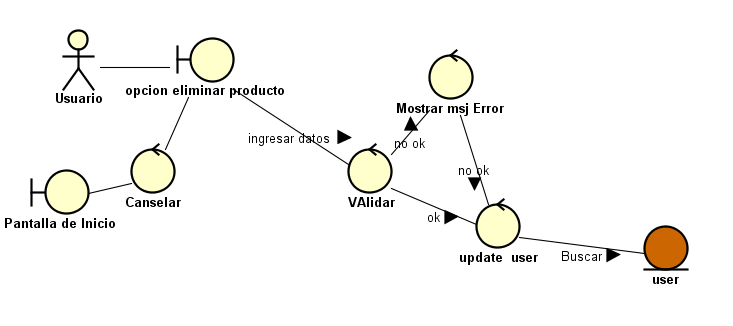 Usuario
opcion eliminar producto
Mostrar msj Error
ingresar datos
no ok
no ok
Canselar
VAlidar
Pantalla de Inicio
ok
update user
Buscar
user